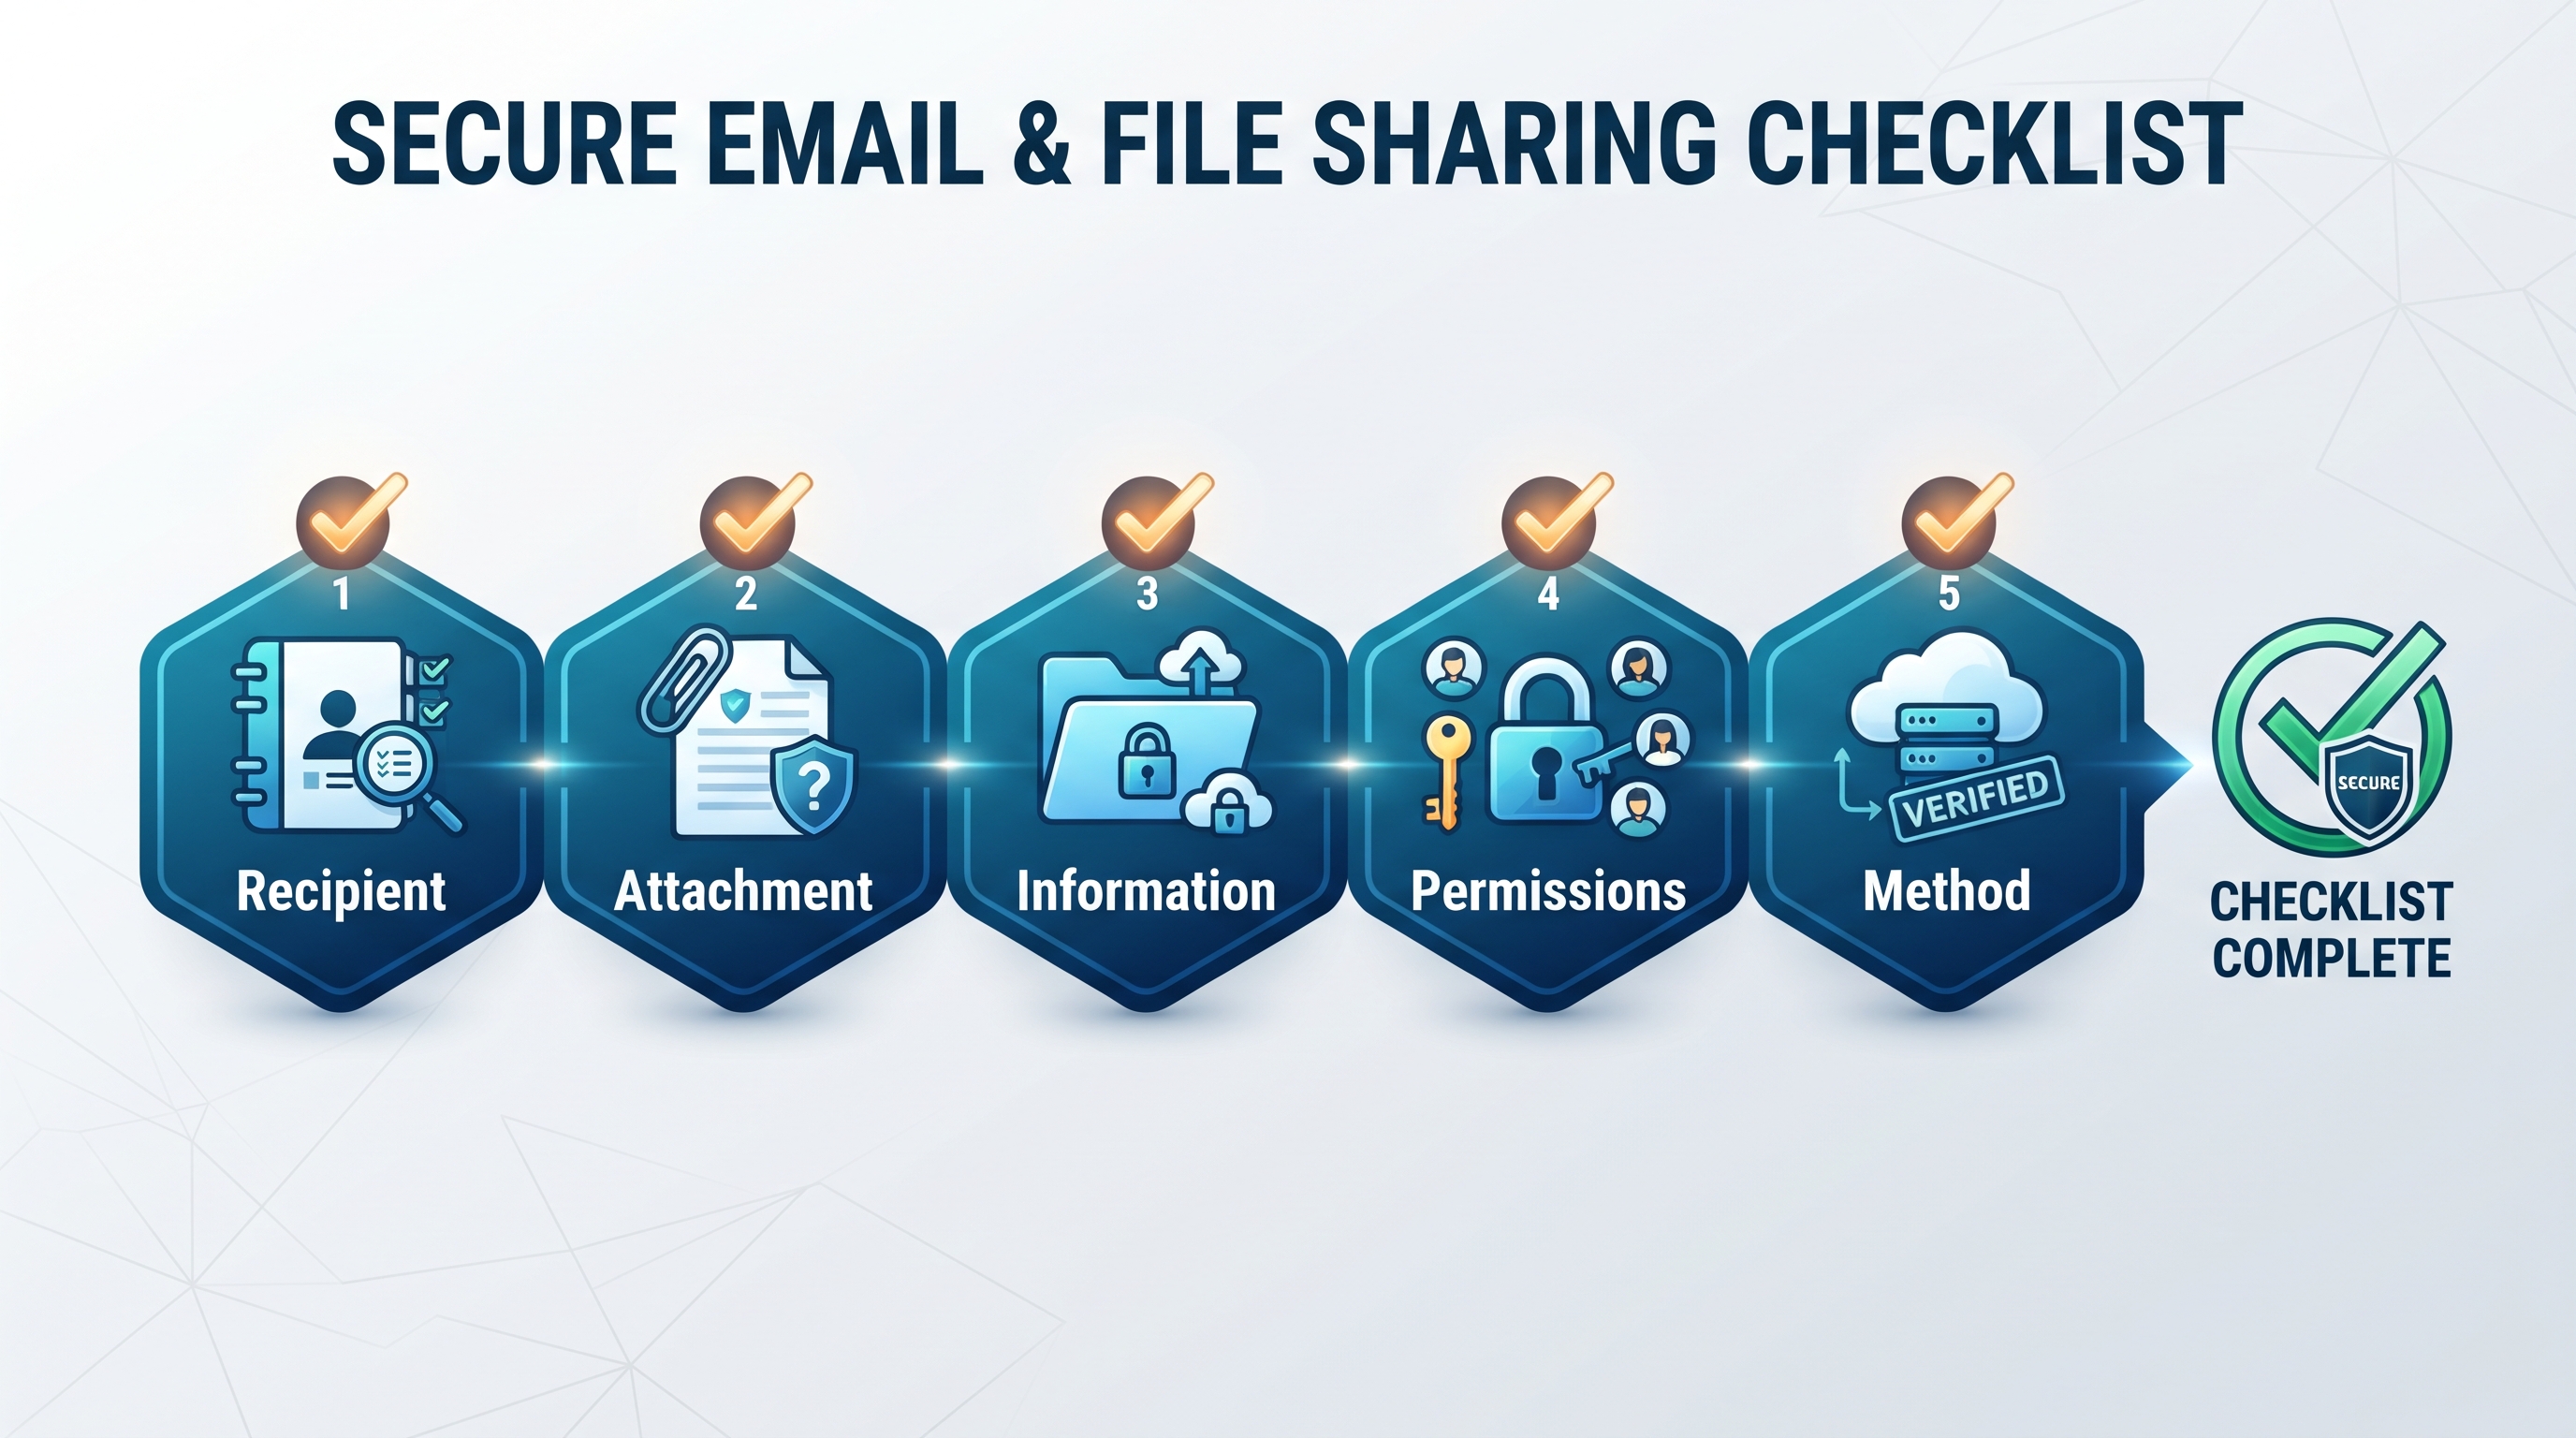 SECURE EMAIL & FILE SHARING CHECKLIST
1
Recipient
2
?
Attachment
3
Information
4
Permissions
5
VERIFIED
Method
SECURE
CHECKLIST
COMPLETE